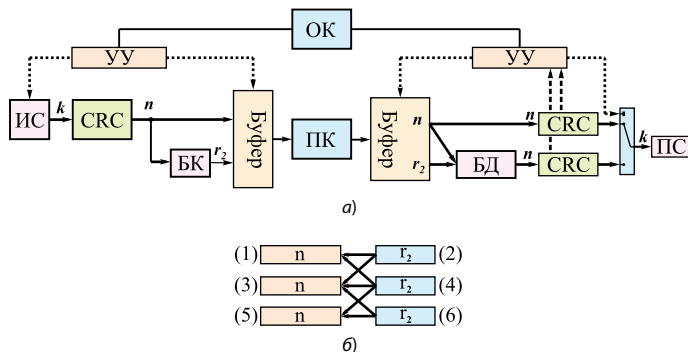 ОК
УУ
УУ
ИС
k
CRC
n
БК
r2
Буфер
ПК
Буфер
n
r2
БД
n
n
CRC
CRC
k
ПС
а)
(1) n r2 (2)
(3) n r2 (4)
(5) n r2 (6)
б)